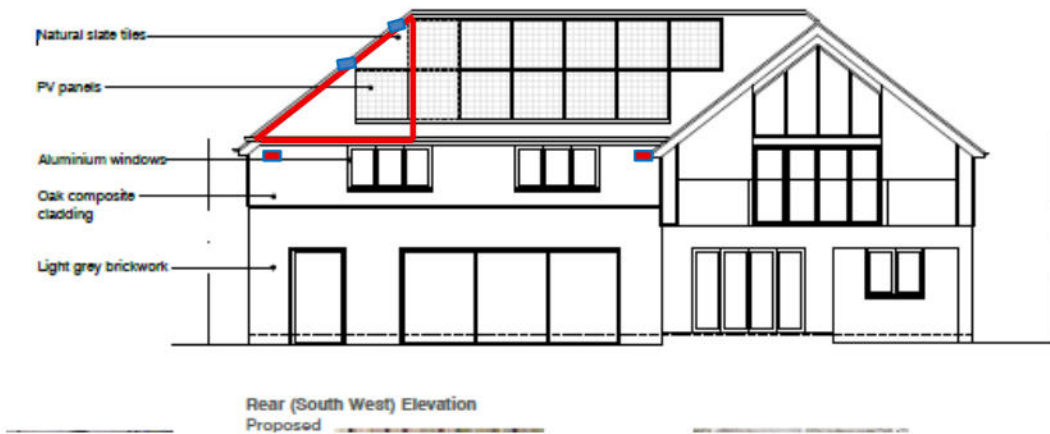 Natural slate tiles
PV panels
Aluminium windows
Oak composite
cladding
Light grey brickwork
Rear (South West) Elevation
Proposed